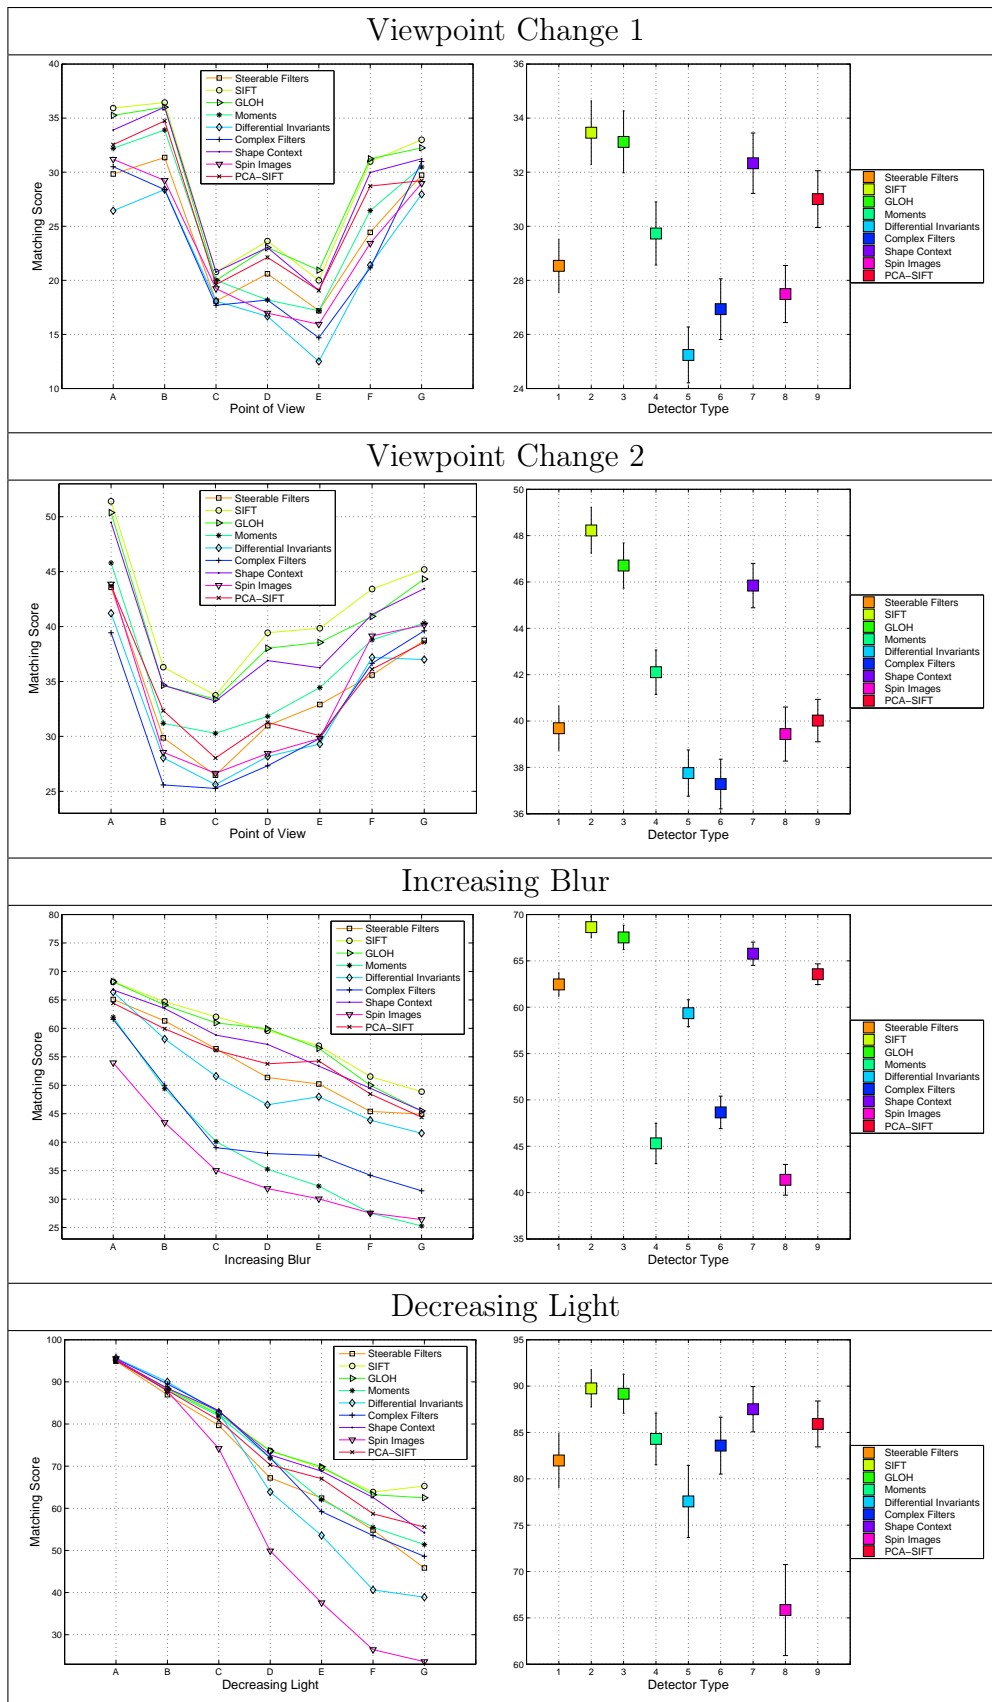 Viewpoint Change 1
40
35
30
25
20
15
10
Matching Score
A B C D E F G
Point of View
Steerable Filters
SIFT
GLOH
Moments
Differential Invariants
Complex Filters
Shape Context
Spin Images
PCA-SIFT
36
34
32
30
28
26
24
1 2 3 4 5 6 7 8 9
Detector Type
Steerable Filters
SIFT
GLOH
Moments
Differential Invariants
Complex Filters
Shape Context
Spin Images
PCA-SIFT
Viewpoint Change 2
50
45
40
35
30
25
Matching Score
A B C D E F G
Point of View
Steerable Filters
SIFT
GLOH
Moments
Differential Invariants
Complex Filters
Shape Context
Spin Images
PCA-SIFT
50
48
46
44
42
40
38
36
1 2 3 4 5 6 7 8 9
Detector Type
Steerable Filters
SIFT
GLOH
Moments
Differential Invariants
Complex Filters
Shape Context
Spin Images
PCA-SIFT
Increasing Blur
80
75
70
65
60
55
50
45
40
35
30
25
Matching Score
A B C D E F G
Increasing Blur
Steerable Filters
SIFT
GLOH
Moments
Differential Invariants
Complex Filters
Shape Context
Spin Images
PCA-SIFT
70
65
60
55
50
45
40
35
1 2 3 4 5 6 7 8 9
Detector Type
Steerable Filters
SIFT
GLOH
Moments
Differential Invariants
Complex Filters
Shape Context
Spin Images
PCA-SIFT
Decreasing Light
100
90
80
70
60
50
40
30
Matching Score
A B C D E F G
Decreasing Light
Steerable Filters
SIFT
GLOH
Moments
Differential Invariants
Complex Filters
Shape Context
Spin Images
PCA-SIFT
95
90
85
80
75
70
65
60
1 2 3 4 5 6 7 8 9
Detector Type
Steerable Filters
SIFT
GLOH
Moments
Differential Invariants
Complex Filters
Shape Context
Spin Images
PCA-SIFT